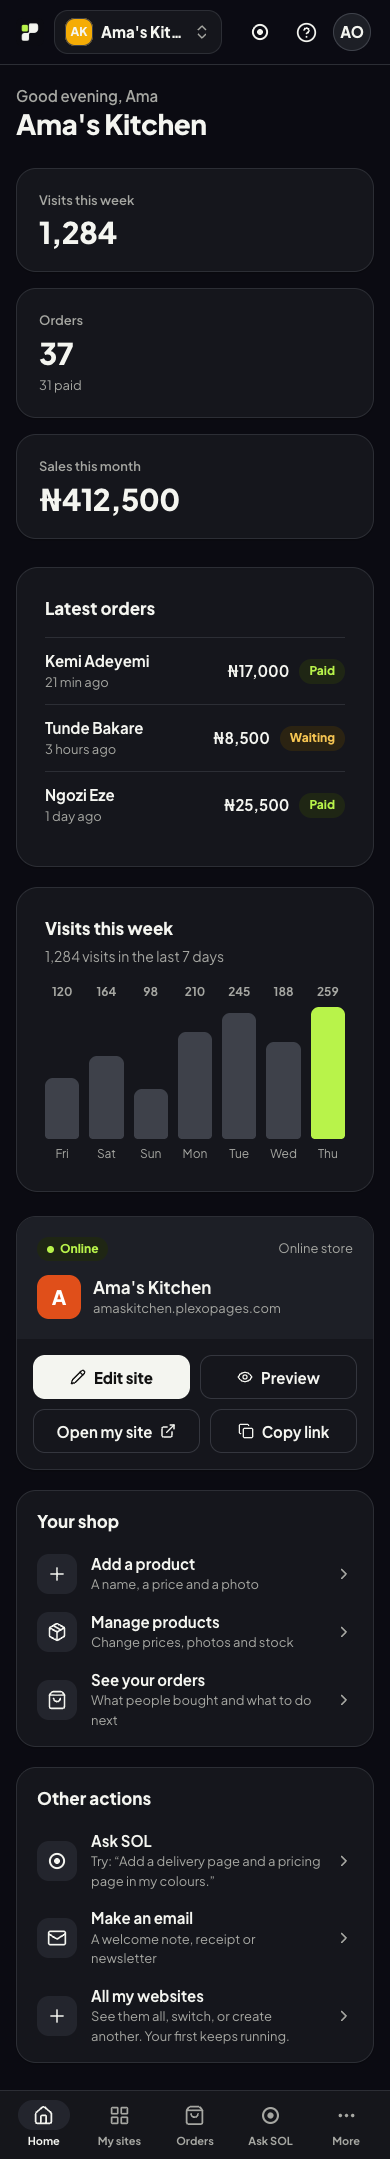 AK Ama's Kit... AO
Good evening, Ama
Ama's Kitchen
Visits this week
1,284
Orders
37
31 paid
Sales this month
₦412,500
Latest orders
Kemi Adeyemi
21 min ago
₦17,000 Paid
Tunde Bakare
3 hours ago
₦8,500 Waiting
Ngozi Eze
1 day ago
₦25,500 Paid
Visits this week
1,284 visits in the last 7 days
120 164 98 210 245 188 259
Fri Sat Sun Mon Tue Wed Thu
Online Online store
A Ama's Kitchen
amaskitchen.plexopages.com
Edit site Preview
Open my site Copy link
Your shop
Add a product
A name, a price and a photo
Manage products
Change prices, photos and stock
See your orders
What people bought and what to do
next
Other actions
Ask SOL
Try: “Add a delivery page and a pricing
page in my colours.”
Make an email
A welcome note, receipt or
newsletter
All my websites
See them all, switch, or create
another. Your first keeps running.
Home My sites Orders Ask SOL More